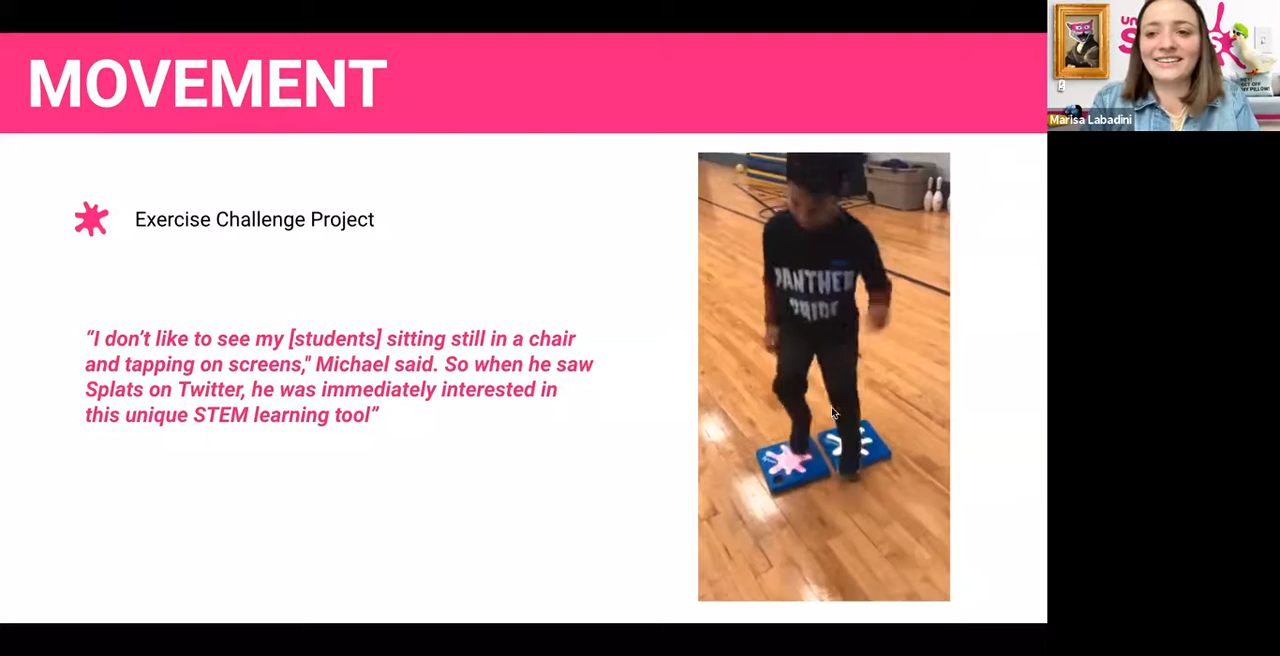 MOVEMENT
Exercise Challenge Project
“I don’t like to see my [students] sitting still in a chair
and tapping on screens," Michael said. So when he saw
Splats on Twitter, he was immediately interested in
this unique STEM learning tool”
PANTHER
PRIDE
Marisa Labadini